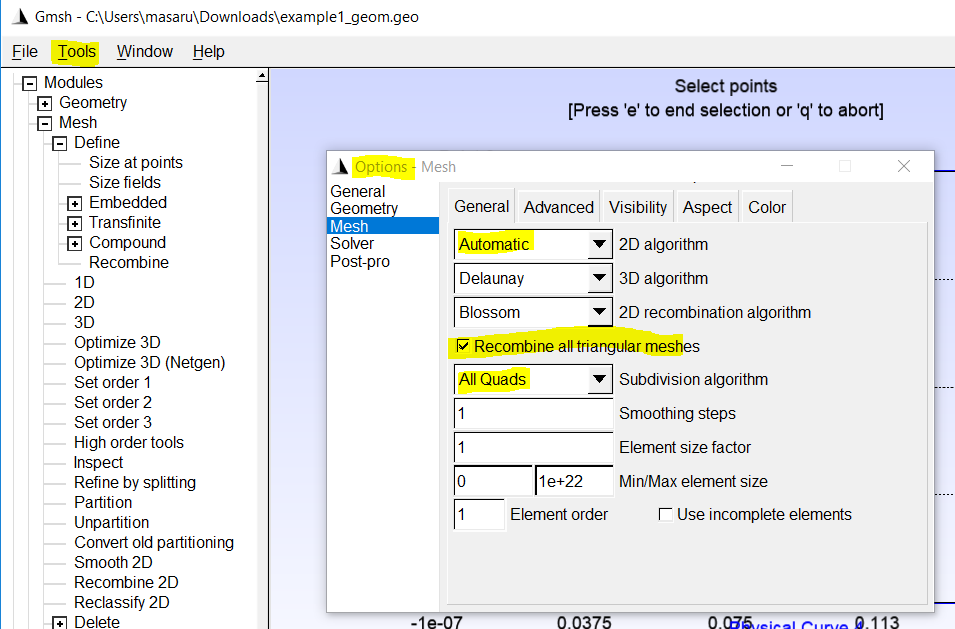 Gmsh - C:\Users\masaru\Downloads\example1_geom.geo
File Tools Window Help
Modules
Geometry
Mesh
Define
Size at points
Size fields
Embedded
Transfinite
Compound
Recombine
1D
2D
3D
Optimize 3D
Optimize 3D (Netgen)
Set order 1
Set order 2
Set order 3
High order tools
Inspect
Refine by splitting
Partition
Unpartition
Convert old partitioning
Smooth 2D
Recombine 2D
Reclassify 2D
Delete
Select points
[Press 'e' to end selection or 'q' to abort]
Options - Mesh
General
Geometry
Mesh
Solver
Post-pro
General Advanced Visibility Aspect Color
Automatic 2D algorithm
Delaunay 3D algorithm
Blossom 2D recombination algorithm
Recombine all triangular meshes
All Quads Subdivision algorithm
1 Smoothing steps
1 Element size factor
0 1e+22 Min/Max element size
1 Element order Use incomplete elements
-1e-07 0.0375 0.075 0.113
Physical Curve 4